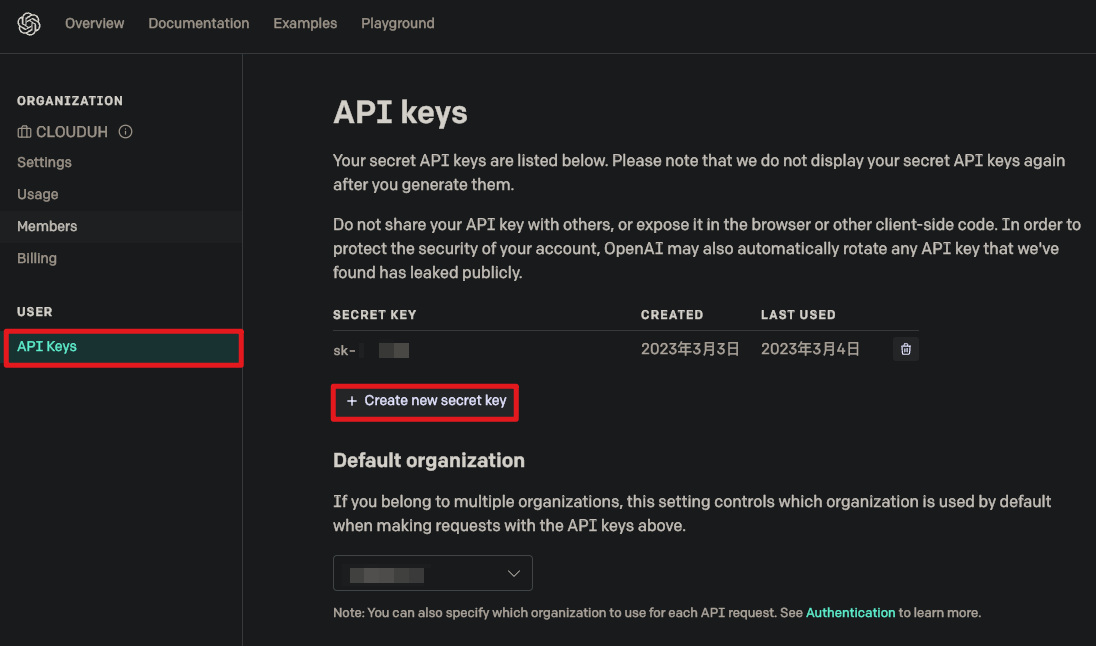 Overview Documentation Examples Playground
ORGANIZATION
CLOUDUH
Settings
Usage
Members
Billing
USER
API Keys
API keys
Your secret API keys are listed below. Please note that we do not display your secret API keys again
after you generate them.
Do not share your API key with others, or expose it in the browser or other client-side code. In order to
protect the security of your account, OpenAI may also automatically rotate any API key that we've
found has leaked publicly.
SECRET KEY CREATED LAST USED
sk- 2023年3月3日 2023年3月4日
+ Create new secret key
Default organization
If you belong to multiple organizations, this setting controls which organization is used by default
when making requests with the API keys above.
Note: You can also specify which organization to use for each API request. See Authentication to learn more.